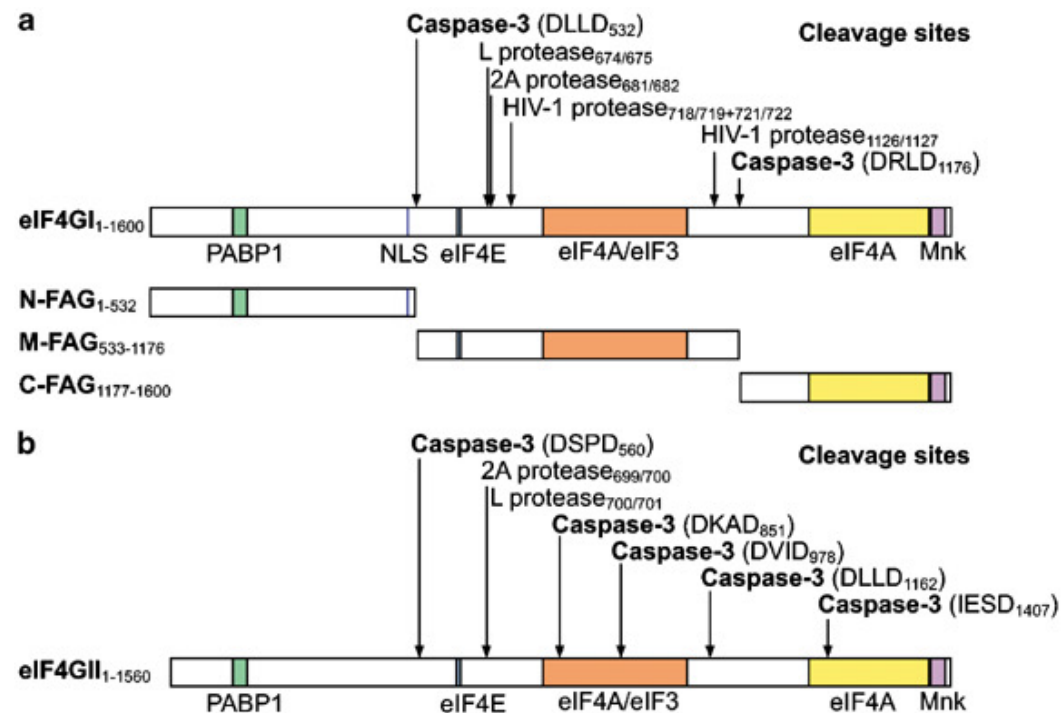 a
Caspase-3 (DLLD532)
Cleavage sites
L protease674/675
2A protease681/682
HIV-1 protease718/719+721/722
HIV-1 protease1126/1127
Caspase-3 (DRLD1176)
eIF4GI1-1600
PABP1 NLS eIF4E eIF4A/eIF3 eIF4A Mnk
N-FAG1-532
M-FAG533-1176
C-FAG1177-1600
b
Caspase-3 (DSPD560)
Cleavage sites
2A protease699/700
L protease700/701
Caspase-3 (DKAD851)
Caspase-3 (DVID978)
Caspase-3 (DLLD1162)
Caspase-3 (IESD1407)
eIF4GII1-1560
PABP1 eIF4E eIF4A/eIF3 eIF4A Mnk